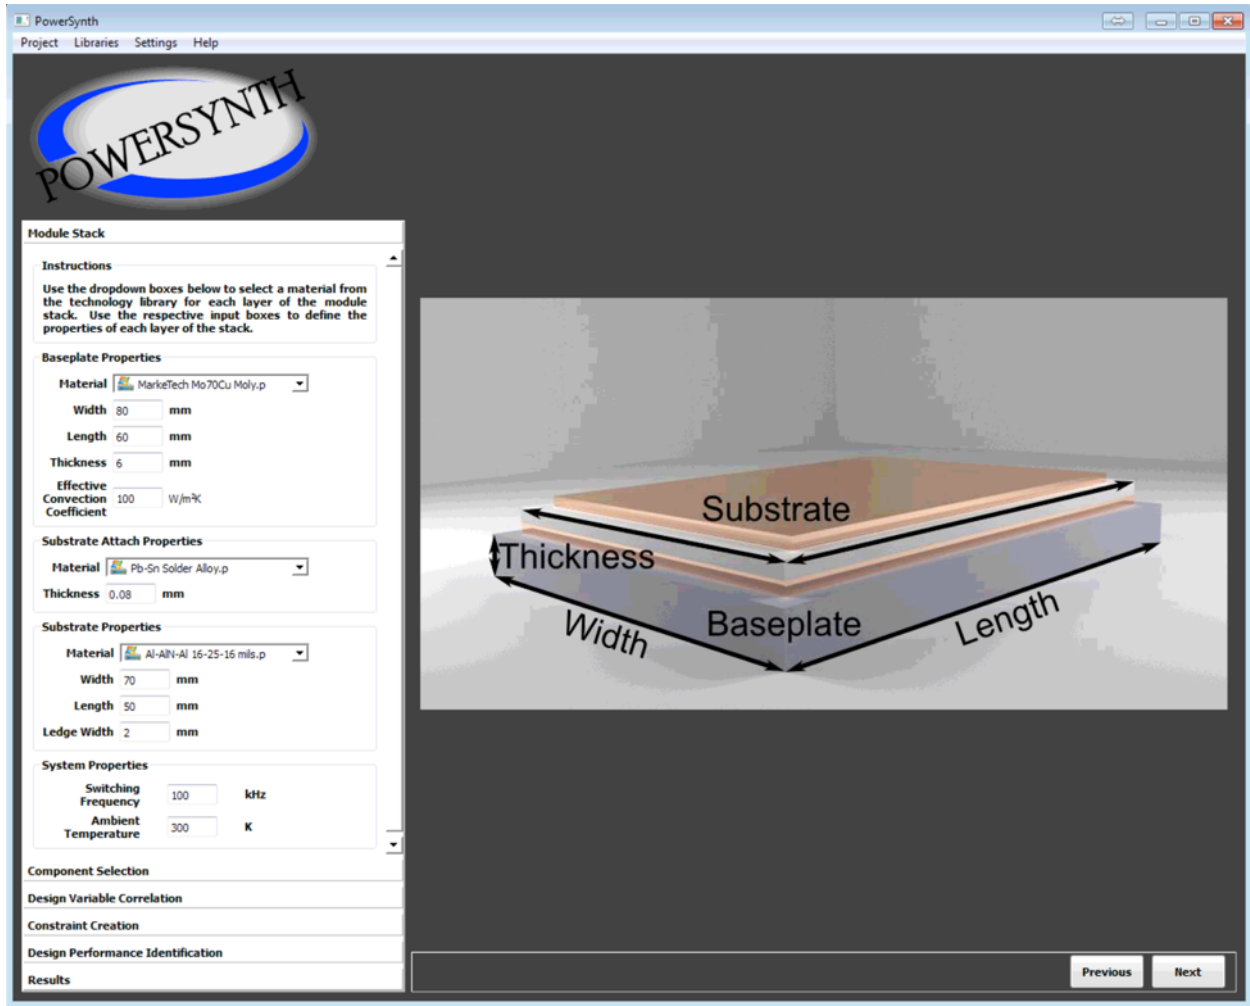 PowerSynth
Project Libraries Settings Help
POWERSYNTH
Module Stack
Instructions
Use the dropdown boxes below to select a material from
the technology library for each layer of the module
stack. Use the respective input boxes to define the
properties of each layer of the stack.
Baseplate Properties
Material MarkeTech Mo70Cu Moly.p
Width 80 mm
Length 60 mm
Thickness 6 mm
Effective
Convection 100 W/m²K
Coefficient
Substrate Attach Properties
Material Pb-Sn Solder Alloy.p
Thickness 0.08 mm
Substrate Properties
Material Al-AlN-Al 16-25-16 mils.p
Width 70 mm
Length 50 mm
Ledge Width 2 mm
System Properties
Switching
Frequency 100 kHz
Ambient
Temperature 300 K
Component Selection
Design Variable Correlation
Constraint Creation
Design Performance Identification
Results
Substrate
Thickness
Width
Baseplate
Length
Previous Next